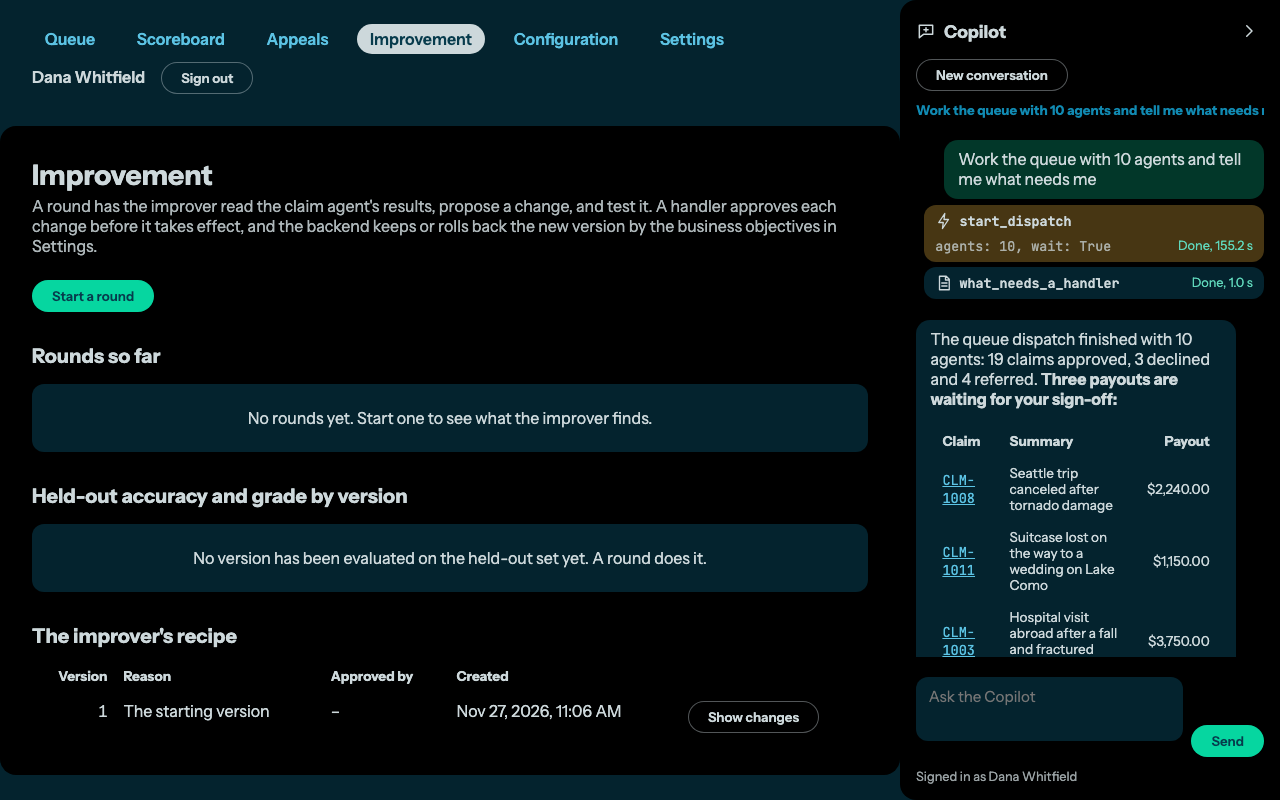 Queue Scoreboard Appeals Improvement Configuration Settings
Dana Whitfield Sign out
Improvement
A round has the improver read the claim agent's results, propose a change, and test it. A handler approves each
change before it takes effect, and the backend keeps or rolls back the new version by the business objectives in
Settings.
Start a round
Rounds so far
No rounds yet. Start one to see what the improver finds.
Held-out accuracy and grade by version
No version has been evaluated on the held-out set yet. A round does it.
The improver's recipe
Version Reason Approved by Created
1 The starting version – Nov 27, 2026, 11:06 AM Show changes
Copilot
New conversation
Work the queue with 10 agents and tell me what needs
Work the queue with 10 agents and tell
me what needs me
start_dispatch
agents: 10, wait: True Done, 155.2 s
what_needs_a_handler Done, 1.0 s
The queue dispatch finished with 10
agents: 19 claims approved, 3 declined
and 4 referred. Three payouts are
waiting for your sign-off:
Claim Summary Payout
CLM-1008 Seattle trip canceled after tornado damage $2,240.00
CLM-1011 Suitcase lost on the way to a wedding on Lake Como $1,150.00
CLM-1003 Hospital visit abroad after a fall and fractured $3,750.00
Ask the Copilot
Send
Signed in as Dana Whitfield